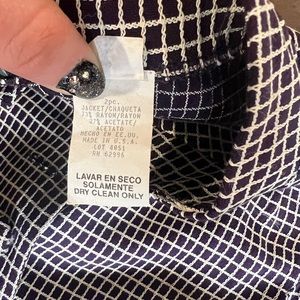 2pc.
JACKET/CHAQUETA
73% RAYON/RAYON
27% ACETATE/
ACETATO
HECHO EN EE.UU.
MADE IN U.S.A.
LOT 4051
RN 62996
LAVAR EN SECO
SOLAMENTE
DRY CLEAN ONLY